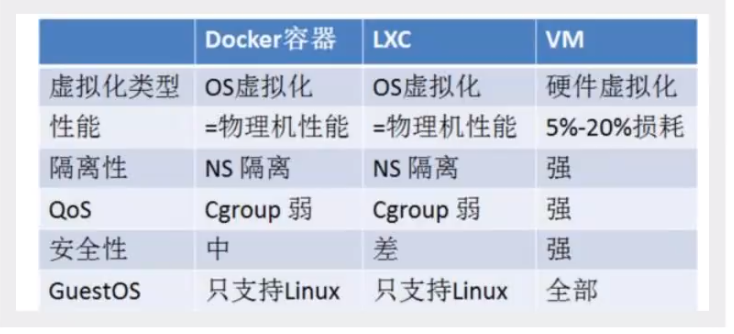 Docker容器 LXC VM
虚拟化类型 OS虚拟化 OS虚拟化 硬件虚拟化
性能 =物理机性能 =物理机性能 5%-20%损耗
隔离性 NS 隔离 NS 隔离 强
QoS Cgroup 弱 Cgroup 弱 强
安全性 中 差 强
GuestOS 只支持Linux 只支持Linux 全部